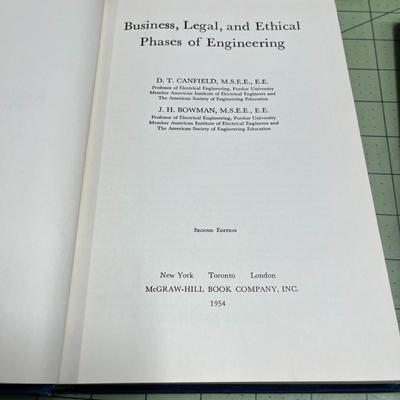 Business, Legal, and Ethical
Phases of Engineering
D. T. CANFIELD, M.S.E.E., E.E.
Professor of Electrical Engineering, Purdue University
Member American Institute of Electrical Engineers and
The American Society of Engineering Education
J. H. BOWMAN, M.S.E.E., E.E.
Professor of Electrical Engineering, Purdue University
Member American Institute of Electrical Engineers and
The American Society of Engineering Education
SECOND EDITION
New York Toronto London
McGRAW-HILL BOOK COMPANY, INC.
1954